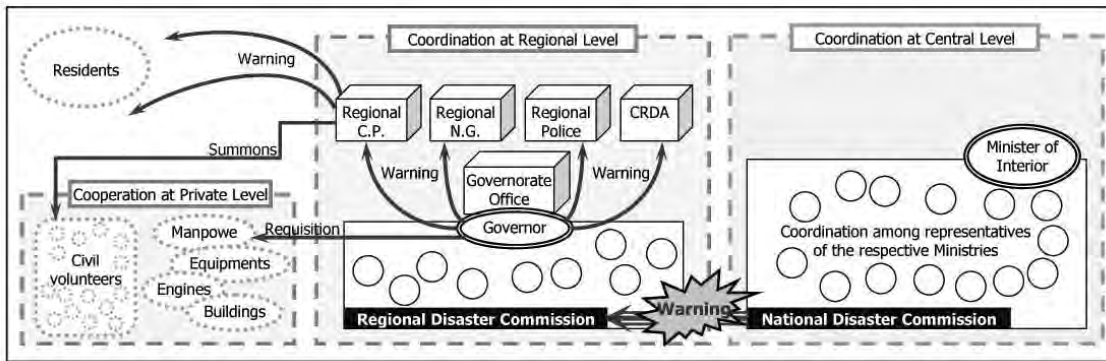 Coordination at Regional Level
Coordination at Central Level
Residents
Warning
Regional
C.P.
Regional
N.G.
Regional
Police
CRDA
Summons
Warning
Warning
Governorate
Office
Governor
Minister of
Interior
Cooperation at Private Level
Civil
volunteers
Manpowe
Equipments
Engines
Buildings
Requisition
Coordination among representatives
of the respective Ministries
Regional Disaster Commission
Warning
National Disaster Commission